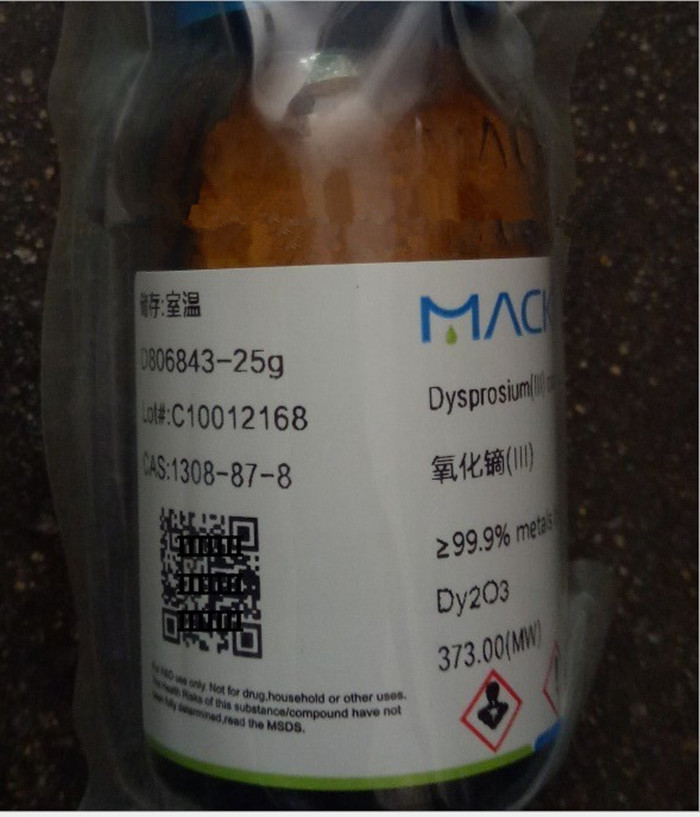 储存:室温
D806843-25g
Lot#:C10012168
CAS:1308-87-8
For R&D use only. Not for drug,household or other uses.
The Health Risks of this substance/compound have not
been fully determined,read the MSDS.
MACK
Dysprosium(III)
氧化镝(III)
≥99.9% metals
Dy2O3
373.00(MW)